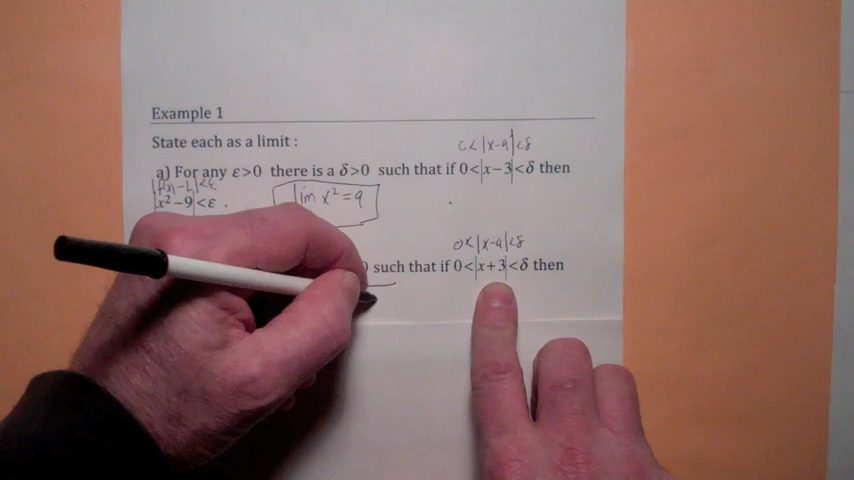 Example 1
State each as a limit :
0<|x-a|<δ
a) For any ε>0 there is a δ>0 such that if 0<|x−3|<δ then
|f(x)-L|<ε
|x²−9|<ε .
lim x²=9
0<|x-a|<δ
such that if 0<|x+3|<δ then